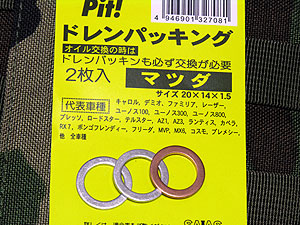 Pit!
4 946901 327081
ドレンパッキング
オイル交換の時は
ドレンパッキンも必ず交換が必要
2枚入 マツダ
サイズ 20×14×1.5
代表車種
キャロル、デミオ、ファミリア、レーザー、
ユーノス100、ユーノス300、ユーノス800、
プレッソ、ロードスター、テルスター、AZ1、AZ3、ランティス、カペラ、
RX7、ボンゴフレンディー、フリーダ、MVP、MX6、コスモ、プレメシー、
他 全車種